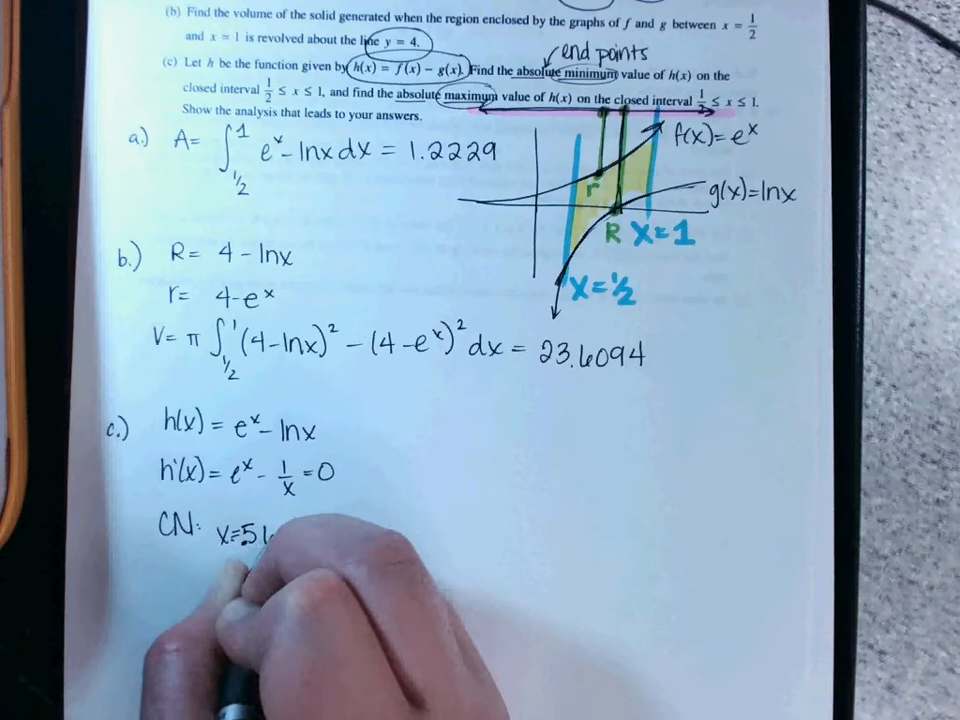 (b) Find the volume of the solid generated when the region enclosed by the graphs of f and g between x = 1/2
and x = 1 is revolved about the line y = 4.
end points
(c) Let h be the function given by h(x) = f(x) − g(x). Find the absolute minimum value of h(x) on the
closed interval 1/2 ≤ x ≤ 1, and find the absolute maximum value of h(x) on the closed interval 1/2 ≤ x ≤ 1.
Show the analysis that leads to your answers.
a.) A= ∫_{1/2}^{1} e^x − lnx dx = 1.2229
f(x)=e^x
r
g(x)=lnx
R X=1
X=1/2
b.) R= 4 − lnx
r= 4-e^x
V= π ∫_{1/2}^{1} (4-lnx)^2 − (4-e^x)^2 dx = 23.6094
c.) h(x) = e^x − lnx
h'(x) = e^x − 1/x = 0
CN: x=.5